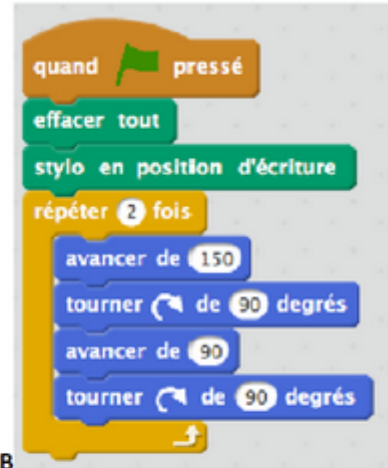 quand pressé
effacer tout
stylo en position d'écriture
répéter 2 fois
avancer de 150
tourner de 90 degrés
avancer de 90
tourner de 90 degrés
B